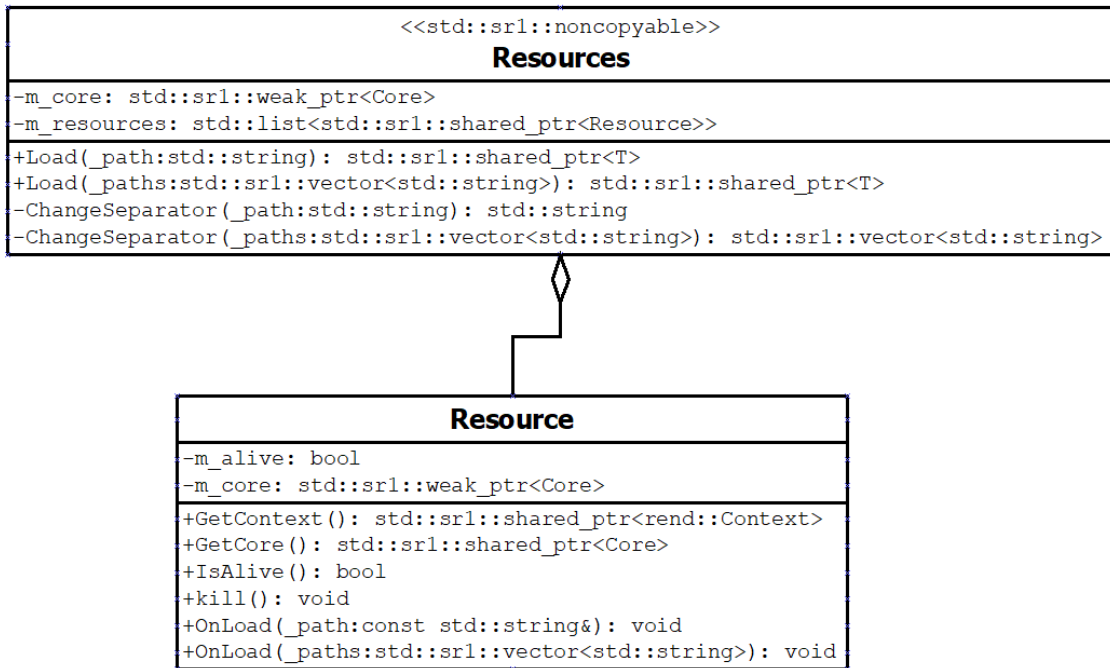 <<std::sr1::noncopyable>>
Resources
-m_core: std::sr1::weak_ptr<Core>
-m_resources: std::list<std::sr1::shared_ptr<Resource>>
+Load(_path:std::string): std::sr1::shared_ptr<T>
+Load(_paths:std::sr1::vector<std::string>): std::sr1::shared_ptr<T>
-ChangeSeparator(_path:std::string): std::string
-ChangeSeparator(_paths:std::sr1::vector<std::string>): std::sr1::vector<std::string>
Resource
-m_alive: bool
-m_core: std::sr1::weak_ptr<Core>
+GetContext(): std::sr1::shared_ptr<rend::Context>
+GetCore(): std::sr1::shared_ptr<Core>
+IsAlive(): bool
+kill(): void
+OnLoad(_path:const std::string&): void
+OnLoad(_paths:std::sr1::vector<std::string>): void